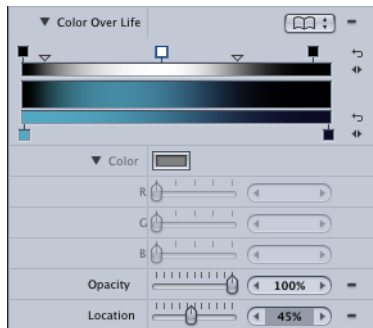 Color Over Life
Color
R
G
B
Opacity 100%
Location 45%